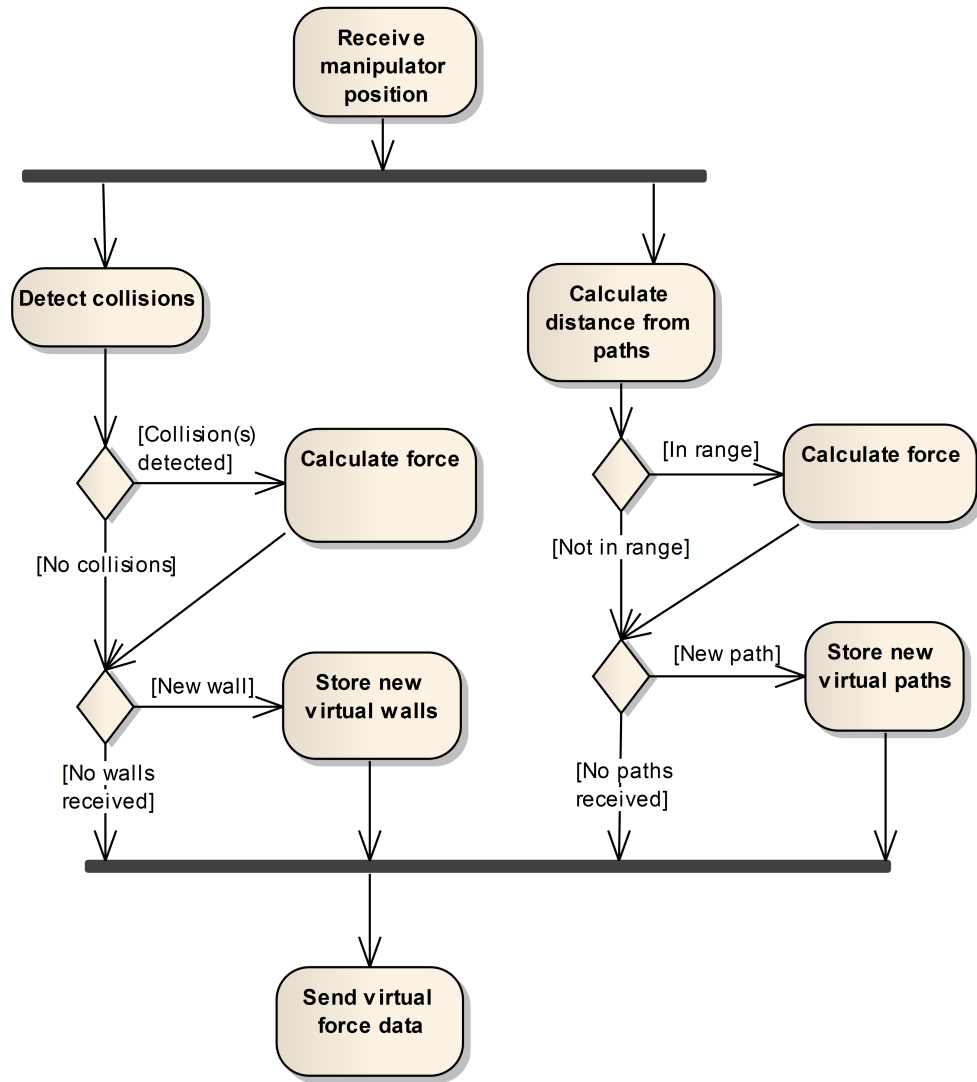 Receive
manipulator
position
Detect collisions
Calculate
distance from
paths
[Collision(s)
detected]
Calculate force
[In range]
Calculate force
[No collisions]
[Not in range]
[New wall]
Store new
virtual walls
[New path]
Store new
virtual paths
[No walls
received]
[No paths
received]
Send virtual
force data